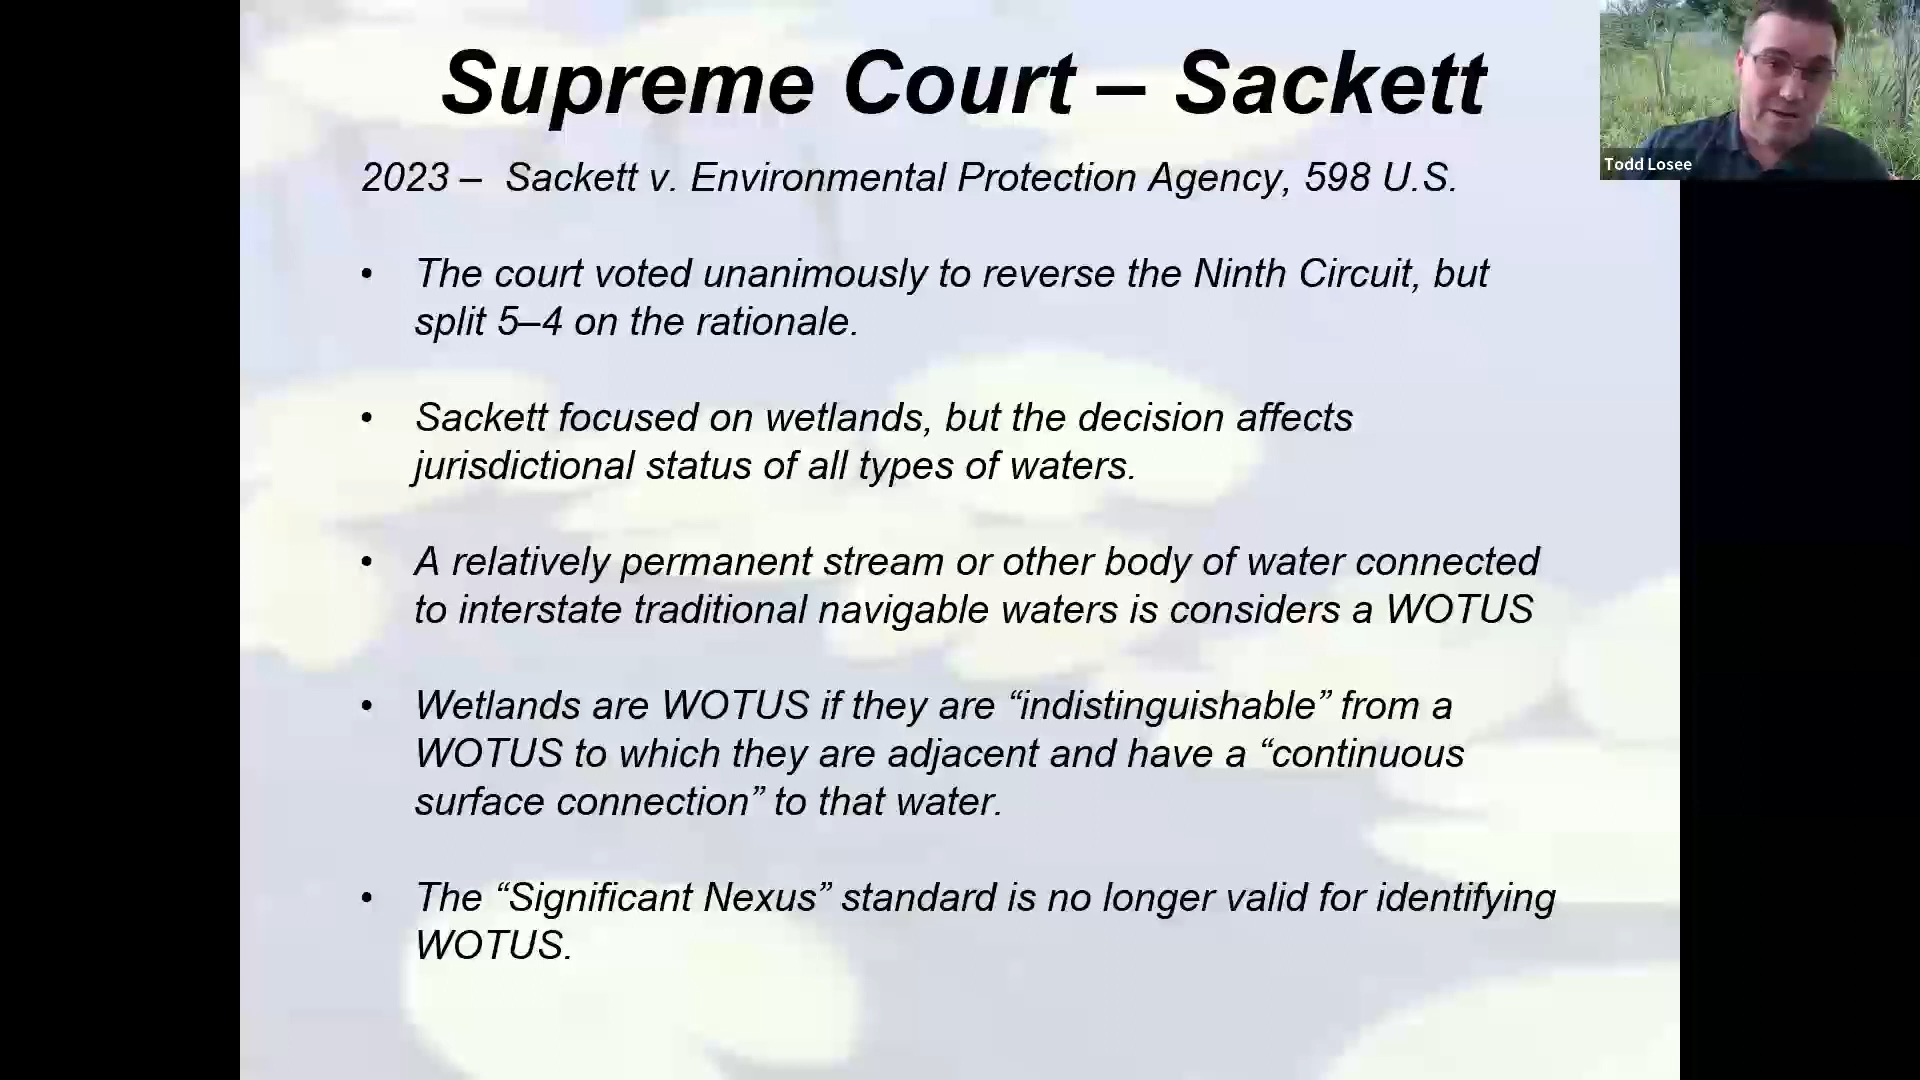 Supreme Court – Sackett
Todd Losee
2023 – Sackett v. Environmental Protection Agency, 598 U.S.
• The court voted unanimously to reverse the Ninth Circuit, but
split 5–4 on the rationale.
• Sackett focused on wetlands, but the decision affects
jurisdictional status of all types of waters.
• A relatively permanent stream or other body of water connected
to interstate traditional navigable waters is considers a WOTUS
• Wetlands are WOTUS if they are “indistinguishable” from a
WOTUS to which they are adjacent and have a “continuous
surface connection” to that water.
• The “Significant Nexus” standard is no longer valid for identifying
WOTUS.